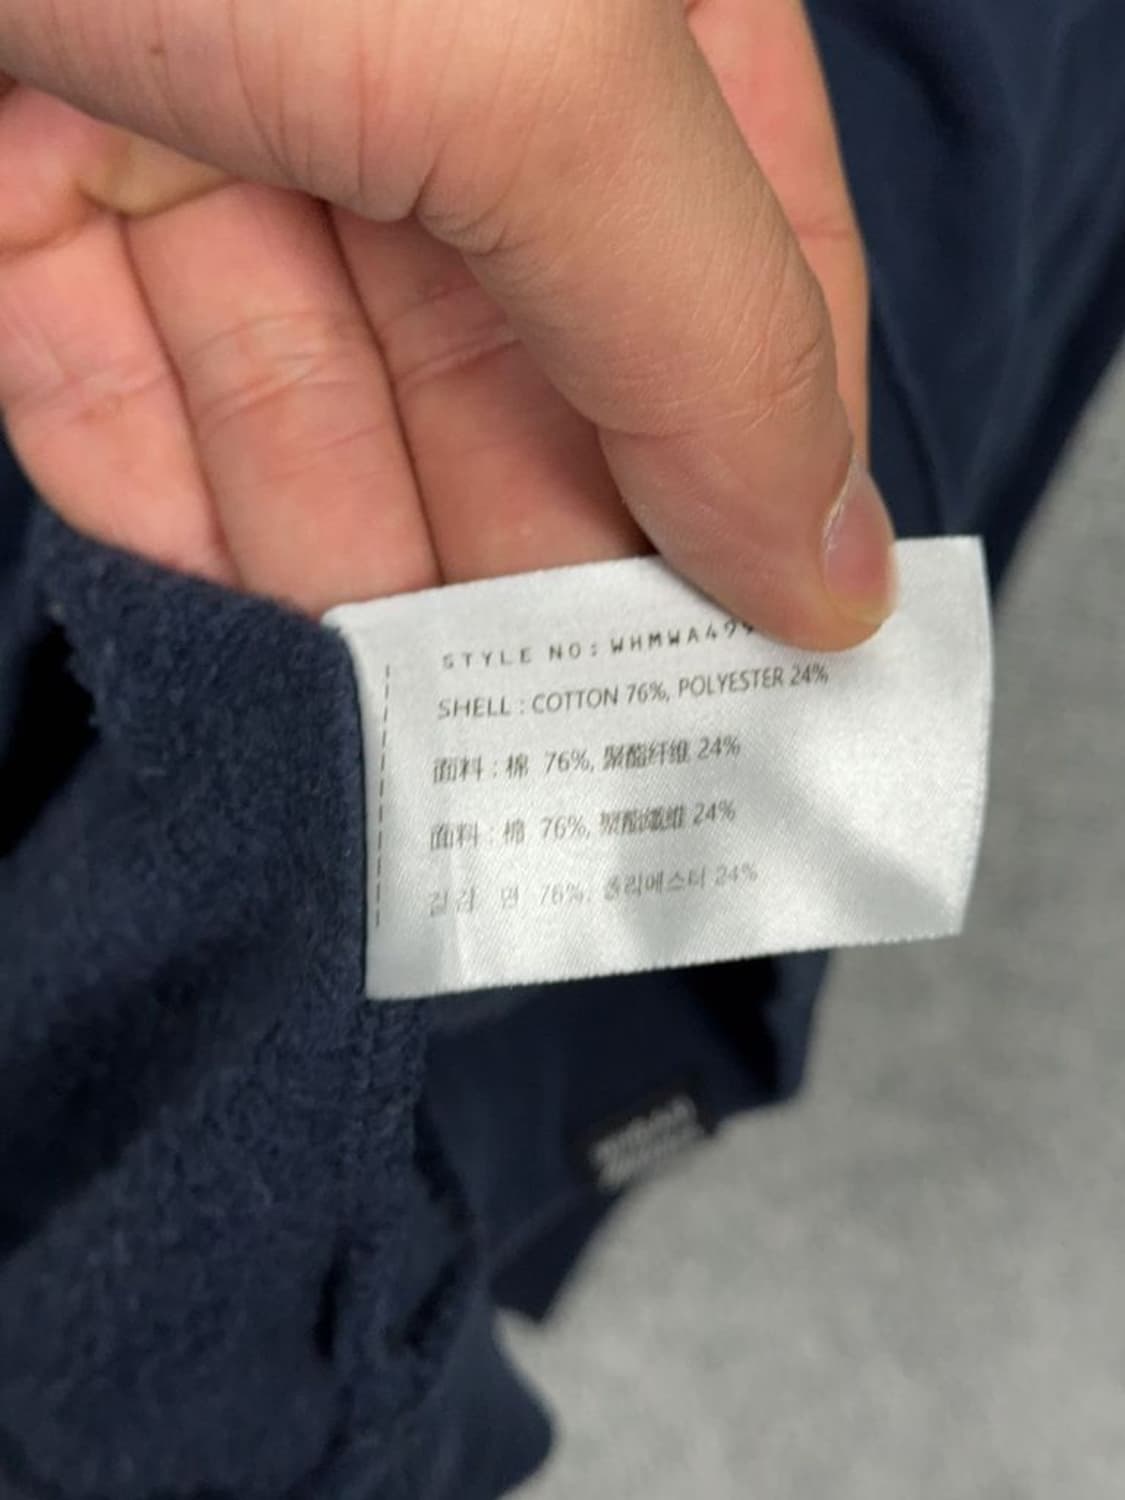 STYLE NO: WHMWA499
SHELL : COTTON 76%, POLYESTER 24%
面料 : 棉 76%, 聚酯纤维 24%
面料 : 棉 76%, 聚酯纖維 24%
겉감 면 76%, 폴리에스터 24%